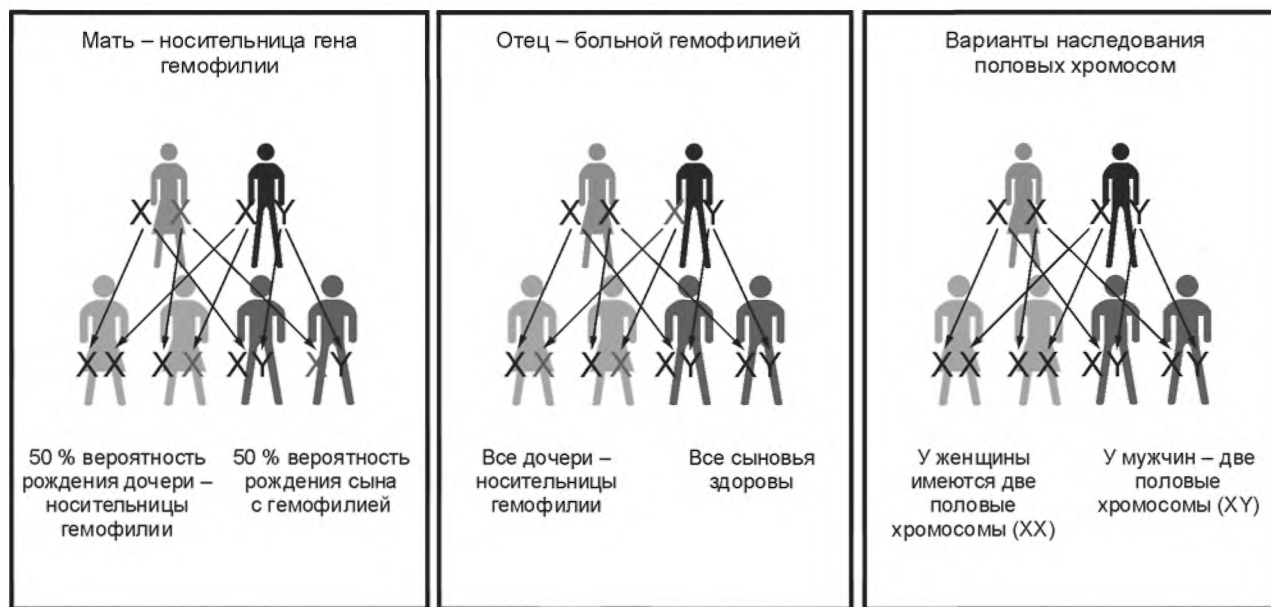 Мать – носительница гена
гемофилии
X X X Y
X X X X X Y X Y
50 % вероятность
рождения дочери –
носительницы
гемофилии
50 % вероятность
рождения сына
с гемофилией
Отец – больной гемофилией
X X X Y
X X X X X Y X Y
Все дочери –
носительницы
гемофилии
Все сыновья
здоровы
Варианты наследования
половых хромосом
X X X Y
X X X X X Y X Y
У женщины
имеются две
половые
хромосомы (XX)
У мужчин – две
половые
хромосомы (XY)